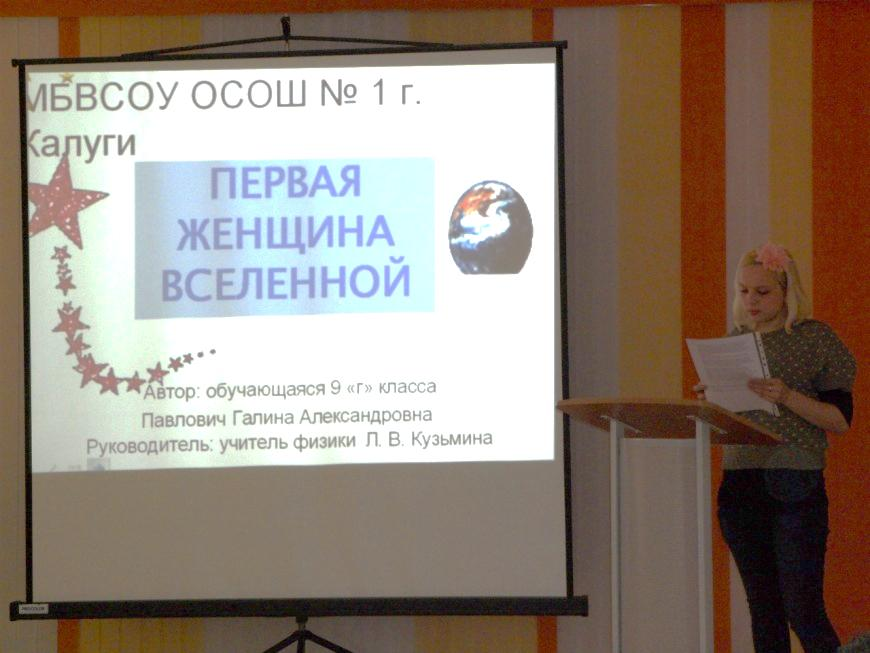 МБВСОУ ОСОШ № 1 г.
Калуги
ПЕРВАЯ
ЖЕНЩИНА
ВСЕЛЕННОЙ
Автор: обучающаяся 9 «г» класса
Павлович Галина Александровна
Руководитель: учитель физики Л. В. Кузьмина